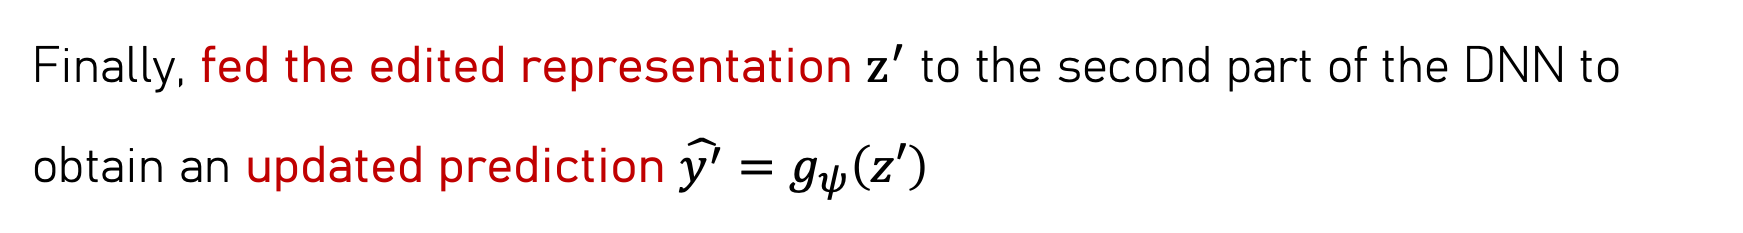 Finally, fed the edited representation z′ to the second part of the DNN to
obtain an updated prediction ŷ′ = g_ψ(z′)